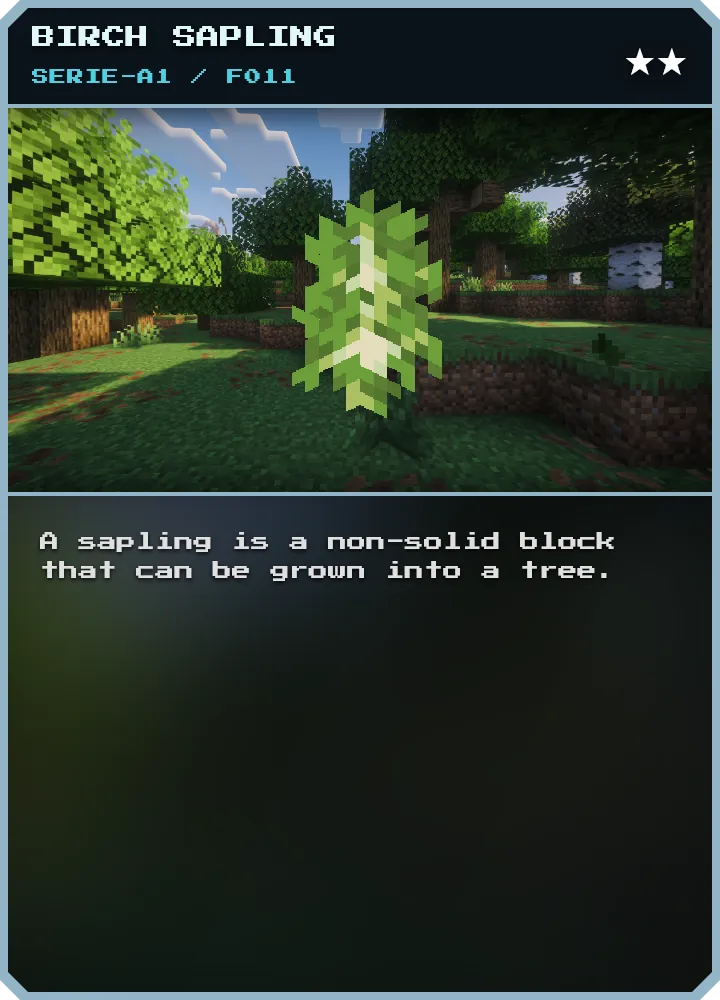 BIRCH SAPLING
SERIE-A1 / F011
★★
A sapling is a non-solid block
that can be grown into a tree.